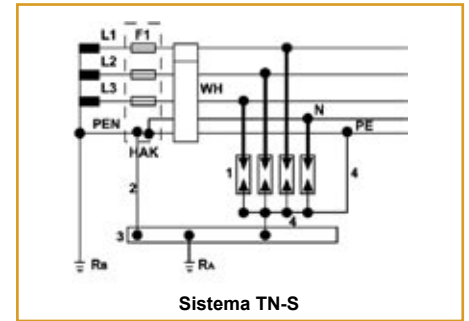 L1 F1
L2
L3 WH
N
PEN PE
HAK
1 4
2
4
3
RB RA
Sistema TN-S